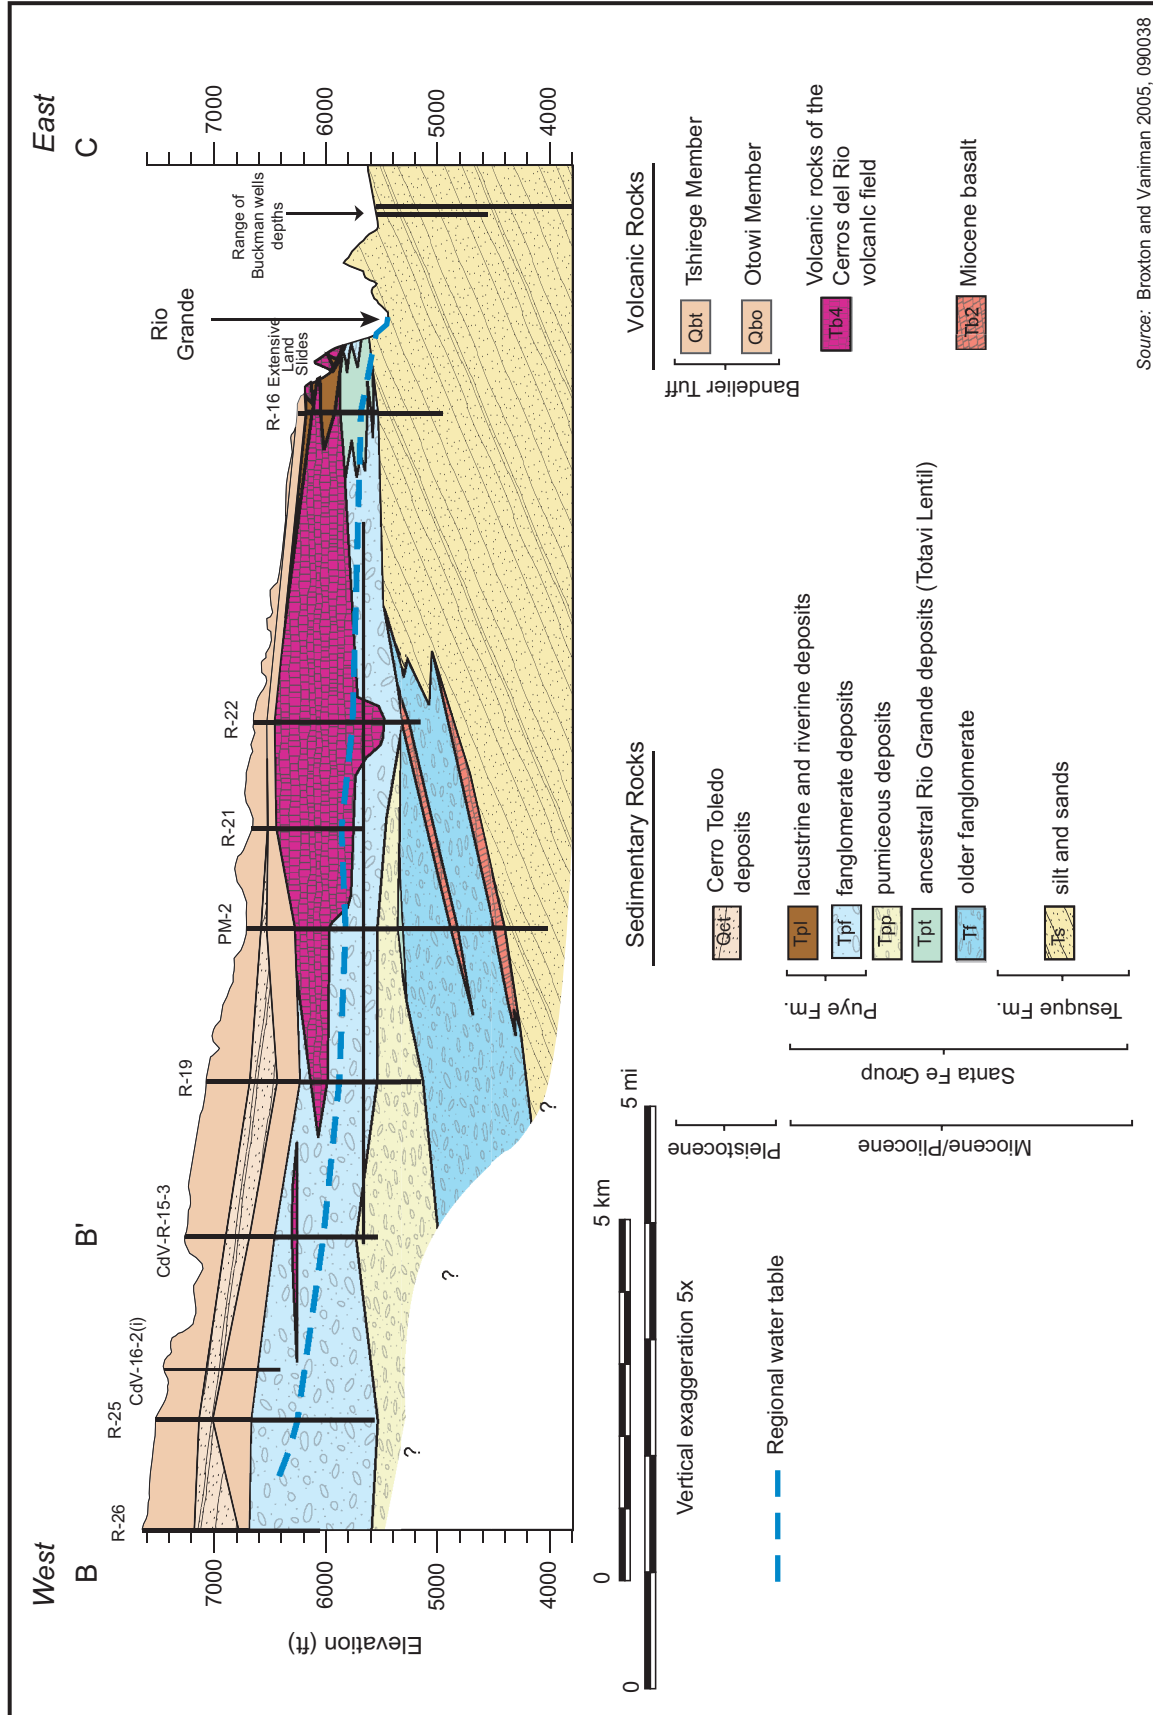 West
East
B
B'
C
R-26
R-25
CdV-16-2(i)
CdV-R-15-3
R-19
PM-2
R-21
R-22
R-16
Extensive
Land
Slides
Rio
Grande
Range of
Buckman wells
depths
Elevation (ft)
7000
6000
5000
4000
7000
6000
5000
4000
?
?
?
0
5 km
0
5 mi
Vertical exaggeration 5x
Regional water table
Sedimentary Rocks
Pleistocene
Qct
Cerro Toledo
deposits
Miocene/Pliocene
Santa Fe Group
Puye Fm.
Tpl
lacustrine and riverine deposits
Tpf
fanglomerate deposits
Tpp
pumiceous deposits
Tpt
ancestral Rio Grande deposits (Totavi Lentil)
Tf
older fanglomerate
Tesuque Fm.
Ts
silt and sands
Volcanic Rocks
Bandelier Tuff
Qbt
Tshirege Member
Qbo
Otowi Member
Tb4
Volcanic rocks of the
Cerros del Rio
volcanic field
Tb2
Miocene basalt
Source: Broxton and Vaniman 2005, 090038